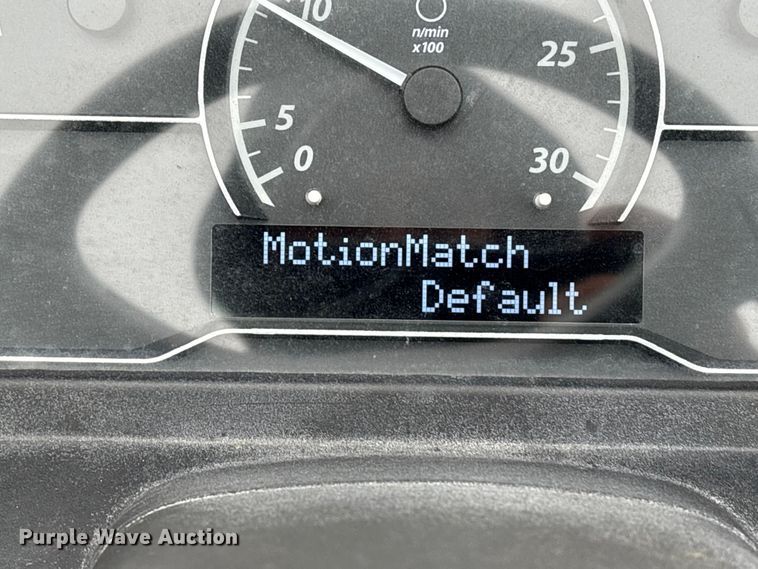 10
n/min
x100
25
5
0
30
MotionMatch
Default
Purple Wave Auction